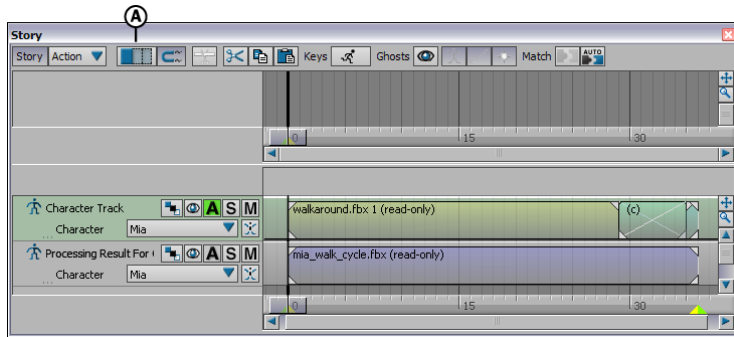 A
Story
Story Action Keys Ghosts Match AUTO
0 15 30
Character Track A S M
walkaround.fbx 1 (read-only) (c)
Character Mia
Processing Result For A S M
mia_walk_cycle.fbx (read-only)
Character Mia
0 15 30